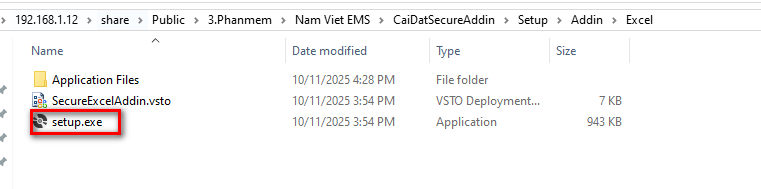 192.168.1.12 > share > Public > 3.Phanmem > Nam Viet EMS > CaiDatSecureAddin > Setup > Addin > Excel
Name Date modified Type Size
Application Files 10/11/2025 4:28 PM File folder
SecureExcelAddin.vsto 10/11/2025 3:54 PM VSTO Deployment... 7 KB
setup.exe 10/11/2025 3:54 PM Application 943 KB